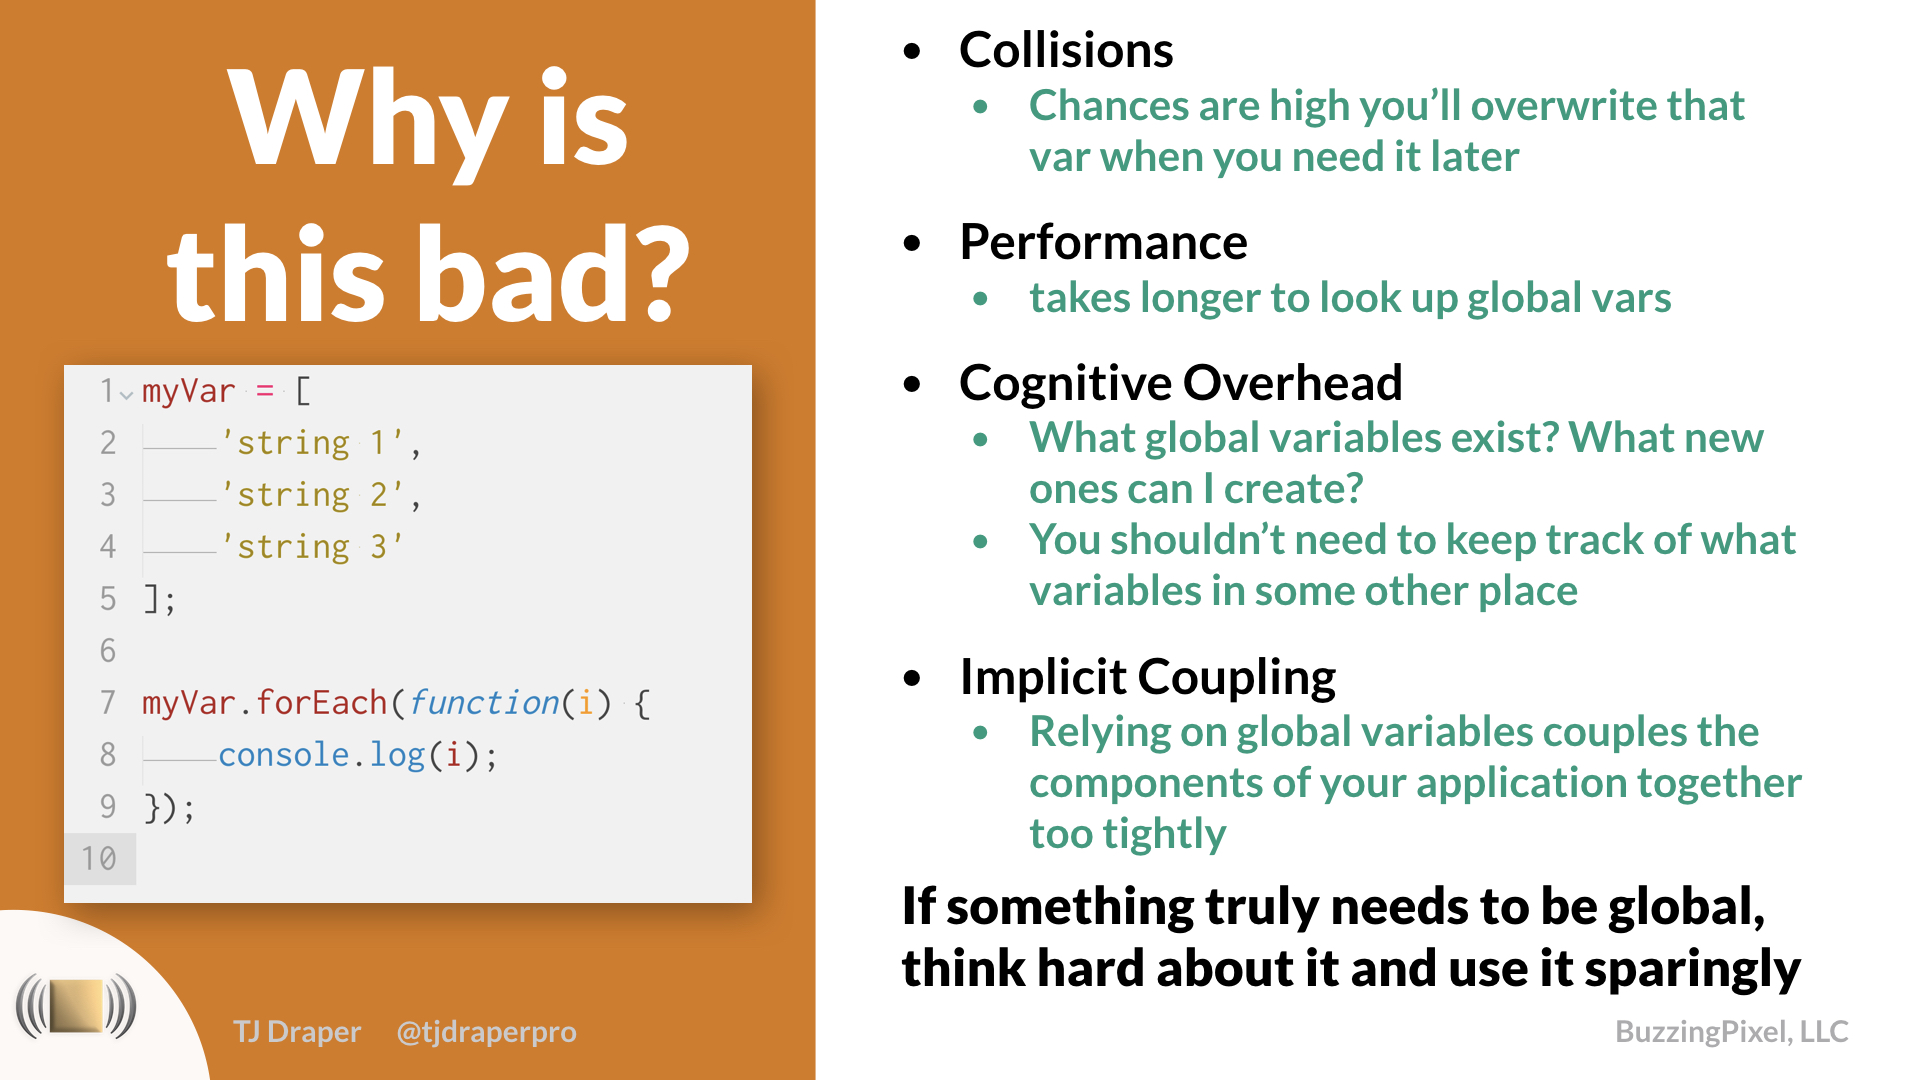 Why is
this bad?
1 myVar = [
2 'string 1',
3 'string 2',
4 'string 3'
5 ];
6
7 myVar.forEach(function(i) {
8 console.log(i);
9 });
10
TJ Draper @tjdraperpro
• Collisions
• Chances are high you’ll overwrite that
var when you need it later
• Performance
• takes longer to look up global vars
• Cognitive Overhead
• What global variables exist? What new
ones can I create?
• You shouldn’t need to keep track of what
variables in some other place
• Implicit Coupling
• Relying on global variables couples the
components of your application together
too tightly
If something truly needs to be global,
think hard about it and use it sparingly
BuzzingPixel, LLC